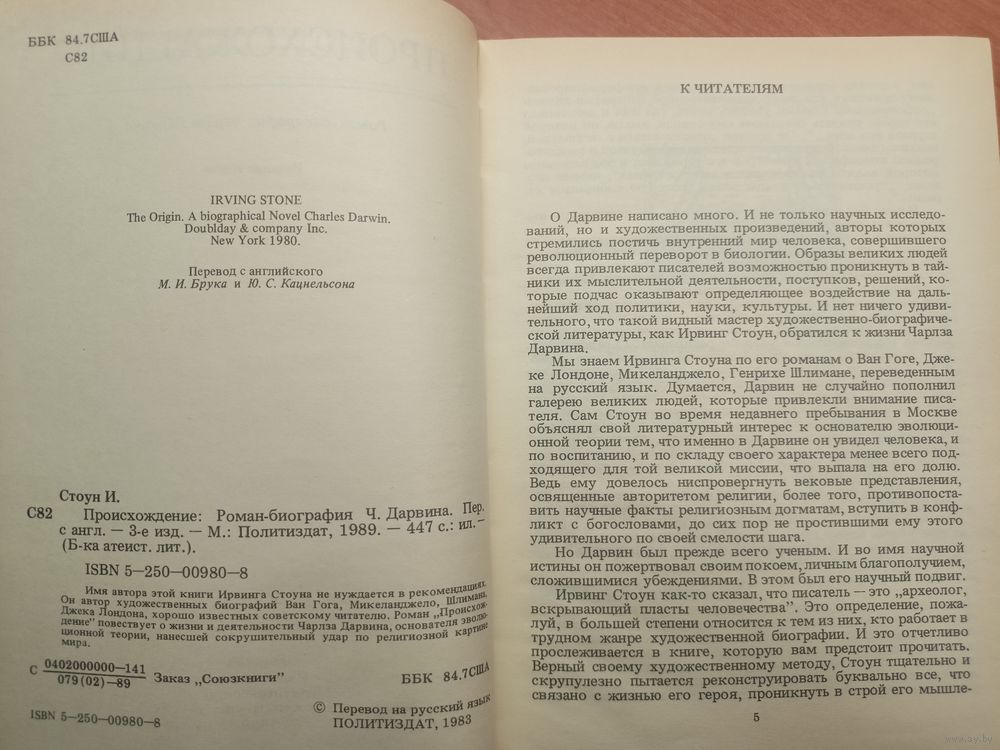 ББК 84.7США
С82
IRVING STONE
The Origin. A biographical Novel Charles Darwin.
Doublday & company Inc.
New York 1980.
Перевод с английского
М. И. Брука и Ю. С. Кацнельсона
Стоун И.
С82 Происхождение: Роман-биография Ч. Дарвина. Пер.
с англ. — 3-е изд. — М.: Политиздат, 1989. — 447 с.: ил. —
(Б-ка атеист. лит.).
ISBN 5—250—00980—8
Имя автора этой книги Ирвинга Стоуна не нуждается в рекомендациях.
Он автор художественных биографий Ван Гога, Микеланджело, Шлимана,
Джека Лондона, хорошо известных советскому читателю. Роман „Происхож-
дение" повествует о жизни и деятельности Чарлза Дарвина, основателя эволю-
ционной теории, нанесшей сокрушительный удар по религиозной картине
мира.
С 0402000000—141
079(02)—89 Заказ „Союзкниги" ББК 84.7США
© Перевод на русский язык
ПОЛИТИЗДАТ, 1983
ISBN 5—250—00980—8
К ЧИТАТЕЛЯМ
О Дарвине написано много. И не только научных исследо-
ваний, но и художественных произведений, авторы которых
стремились постичь внутренний мир человека, совершившего
революционный переворот в биологии. Образы великих людей
всегда привлекают писателей возможностью проникнуть в тай-
ники их мыслительной деятельности, поступков, решений, ко-
торые подчас оказывают определяющее воздействие на даль-
нейший ход политики, науки, культуры. И нет ничего удиви-
тельного, что такой видный мастер художественно-биографиче-
ской литературы, как Ирвинг Стоун, обратился к жизни Чарлза
Дарвина.
Мы знаем Ирвинга Стоуна по его романам о Ван Гоге, Дже-
ке Лондоне, Микеланджело, Генрихе Шлимане, переведенным
на русский язык. Думается, Дарвин не случайно пополнил
галерею великих людей, которые привлекли внимание писа-
теля. Сам Стоун во время недавнего пребывания в Москве
объяснял свой литературный интерес к основателю эволюци-
онной теории тем, что именно в Дарвине он увидел человека, и
по воспитанию, и по складу своего характера менее всего под-
ходящего для той великой миссии, что выпала на его долю.
Ведь ему довелось ниспровергнуть вековые представления,
освященные авторитетом религии, более того, противопоста-
вить научные факты религиозным догматам, вступить в конф-
ликт с богословами, до сих пор не простившими ему этого
удивительного по своей смелости шага.
Но Дарвин был прежде всего ученым. И во имя научной
истины он пожертвовал своим покоем, личным благополучием,
сложившимися убеждениями. В этом был его научный подвиг.
Ирвинг Стоун как-то сказал, что писатель — это „археолог,
вскрывающий пласты человечества". Это определение, пожа-
луй, в большей степени относится к тем из них, кто работает в
трудном жанре художественной биографии. И это отчетливо
прослеживается в книге, которую вам предстоит прочитать.
Верный своему художественному методу, Стоун тщательно и
скрупулезно пытается реконструировать буквально все, что
связано с жизнью его героя, проникнуть в строй его мышле-
5
www.ay.by